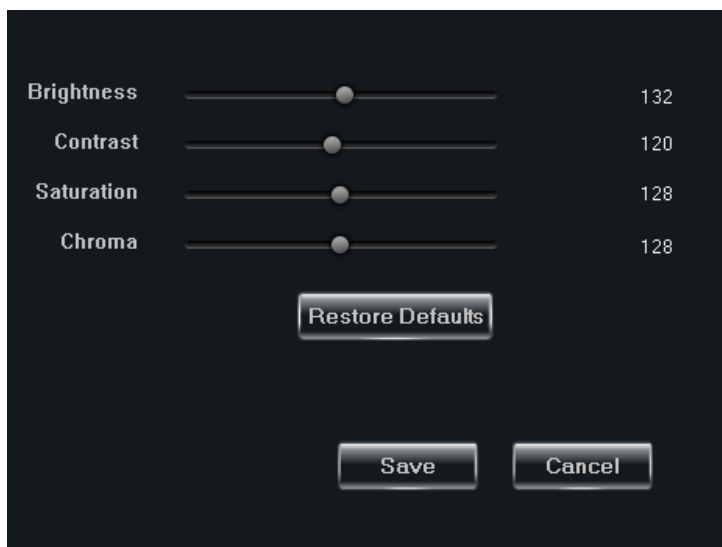 Brightness 132
Contrast 120
Saturation 128
Chroma 128
Restore Defaults
Save Cancel